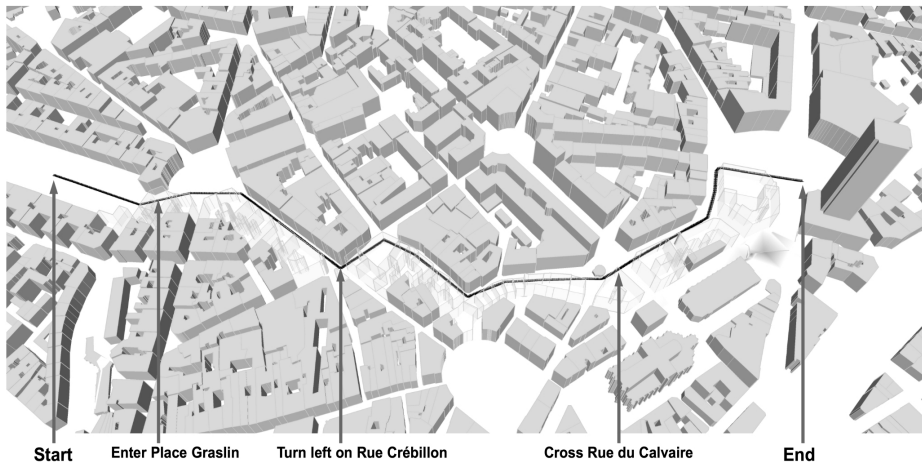 Start
Enter Place Graslin
Turn left on Rue Crébillon
Cross Rue du Calvaire
End